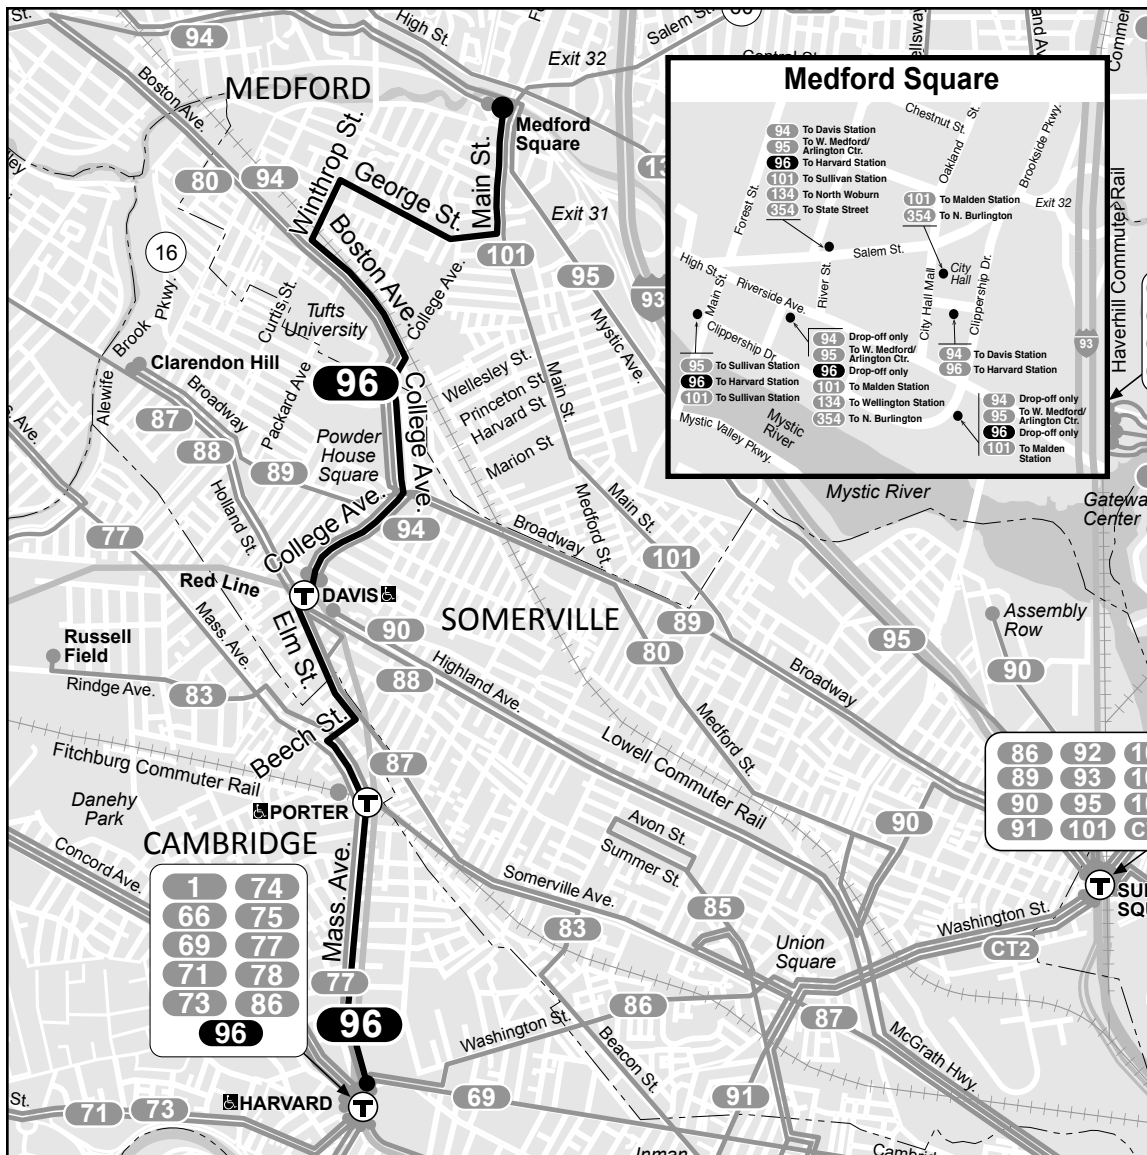 St.
94
High St.
Salem St.
Exit 32
Central St.
MEDFORD
Boston Ave.
Medford
Square
Winthrop St.
George St.
Main St.
80
94
Exit 31
16
Boston Ave.
101
95
93
Curtis St.
College Ave.
Tufts
University
Mystic Ave.
Alewife Brook Pkwy.
Clarendon Hill
96
Wellesley St.
Princeton St.
Harvard St
Marion St
Main St.
Broadway
Packard Ave
College Ave.
87
88
89
Powder
House
Square
Holland St.
77
College Ave.
94
Broadway
Medford St.
Main St.
101
Mystic River
Gateway
Center
Haverhill Commuter Rail
Medford Square
Chestnut St.
Oakland St.
Brookside Pkwy.
94 To Davis Station
95 To W. Medford/
Arlington Ctr.
96 To Harvard Station
101 To Sullivan Station
134 To North Woburn
354 To State Street
101 To Malden Station
354 To N. Burlington
Exit 32
Forest St.
Salem St.
High St.
Main St.
Riverside Ave.
River St.
City Hall Mall
City
Hall
Clippership Dr.
Clippership Dr.
93
94 Drop-off only
95 To W. Medford/
Arlington Ctr.
96 Drop-off only
101 To Malden Station
134 To Wellington Station
354 To N. Burlington
94 To Davis Station
96 To Harvard Station
95 To Sullivan Station
96 To Harvard Station
101 To Sullivan Station
94 Drop-off only
95 To W. Medford/
Arlington Ctr.
96 Drop-off only
101 To Malden
Station
Mystic
River
Mystic Valley Pkwy.
Red Line
T
DAVIS
SOMERVILLE
Elm St.
Mass. Ave.
90
89
95
Assembly
Row
90
Russell
Field
Rindge Ave.
83
88
Highland Ave.
80
Broadway
Beech St.
Medford St.
Fitchburg Commuter Rail
87
Lowell Commuter Rail
86 92
89 93
90 95
91 101
Danehy
Park
PORTER
T
90
CAMBRIDGE
Concord Ave.
Avon St.
Summer St.
1 74
66 75
69 77
71 78
73 86
96
Mass. Ave.
Somerville Ave.
85
83
Washington St.
T
CT2
Union
Square
77
96
86
87
Washington St.
Beacon St.
McGrath Hwy.
HARVARD
T
St.
71
73
69
91
Inman